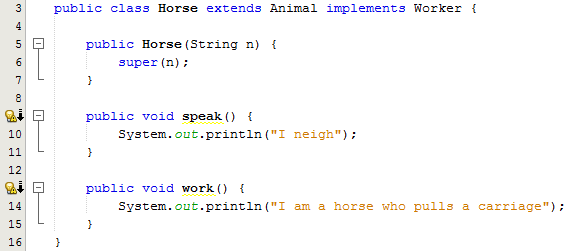 3 public class Horse extends Animal implements Worker {
4
5 public Horse(String n) {
6 super(n);
7 }
8
public void speak() {
10 System.out.println("I neigh");
11 }
12
public void work() {
14 System.out.println("I am a horse who pulls a carriage");
15 }
16 }